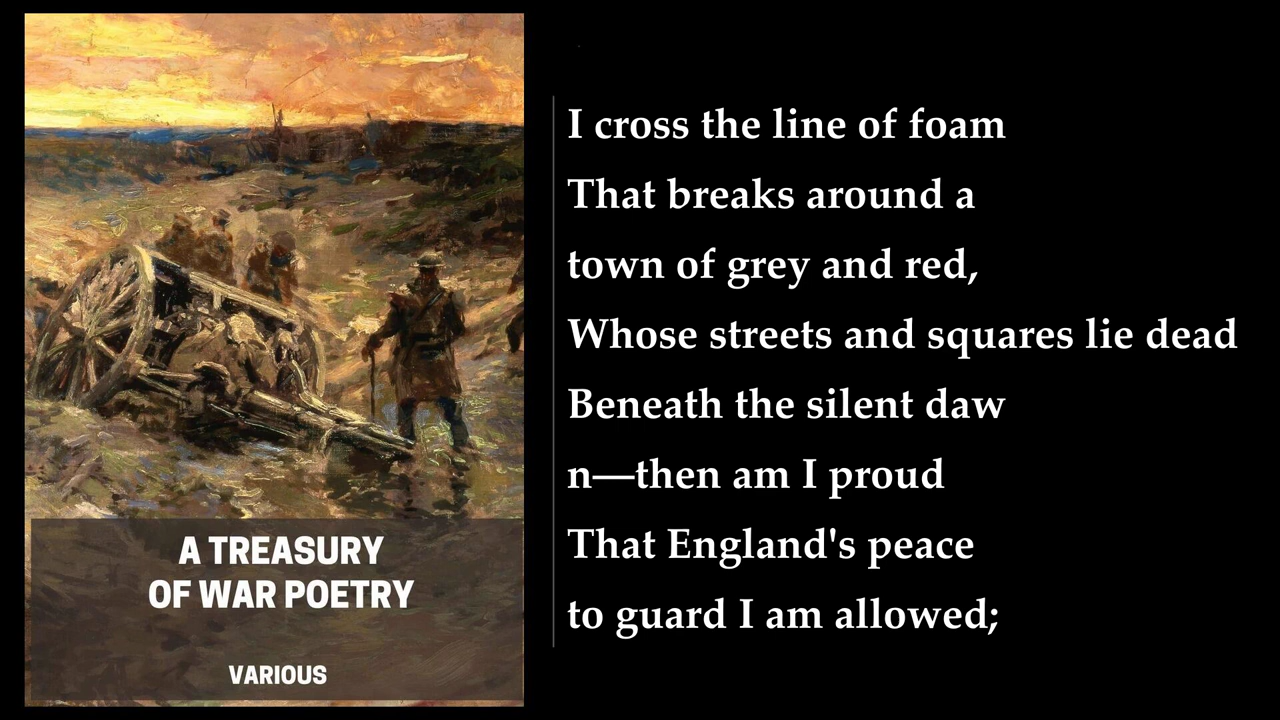 A TREASURY
OF WAR POETRY
VARIOUS
I cross the line of foam
That breaks around a
town of grey and red,
Whose streets and squares lie dead
Beneath the silent daw
n—then am I proud
That England's peace
to guard I am allowed;